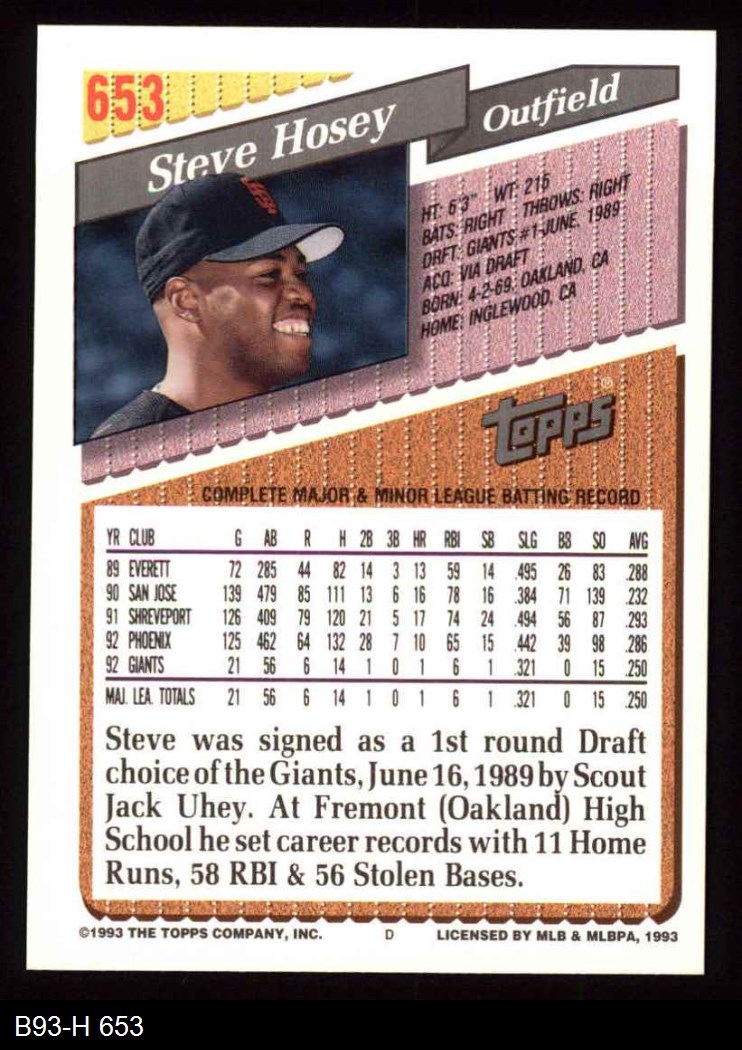 653
Steve Hosey
Outfield
HT: 6'3" WT: 215
BATS: RIGHT THROWS: RIGHT
DRFT: GIANTS #1-JUNE, 1989
ACQ: VIA DRAFT
BORN: 4-2-69, OAKLAND, CA
HOME: INGLEWOOD, CA
topps®
COMPLETE MAJOR & MINOR LEAGUE BATTING RECORD
YR CLUB G AB R H 2B 3B HR RBI SB SLG BB SO AVG
89 EVERETT 72 285 44 82 14 3 13 59 14 .495 26 83 .288
90 SAN JOSE 139 479 85 111 13 6 16 78 16 .384 71 139 .232
91 SHREVEPORT 126 409 79 120 21 5 17 74 24 .494 56 87 .293
92 PHOENIX 125 462 64 132 28 7 10 65 15 .442 39 98 .286
92 GIANTS 21 56 6 14 1 0 1 6 1 .321 0 15 .250
MAJ. LEA. TOTALS 21 56 6 14 1 0 1 6 1 .321 0 15 .250
Steve was signed as a 1st round Draft
choice of the Giants, June 16, 1989 by Scout
Jack Uhey. At Fremont (Oakland) High
School he set career records with 11 Home
Runs, 58 RBI & 56 Stolen Bases.
©1993 THE TOPPS COMPANY, INC. D LICENSED BY MLB & MLBPA, 1993
B93-H 653